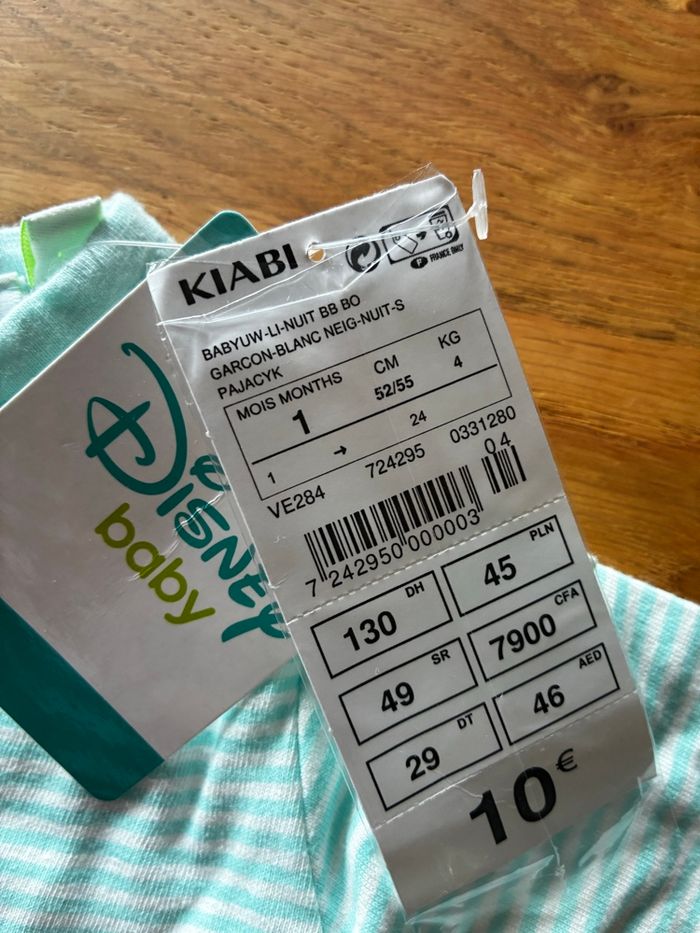 KIABI
FRANCE ONLY
BABYUW-LI-NUIT BB BO
GARCON-BLANC NEIG-NUIT-S
PAJACYK
MOIS MONTHS CM KG
1 52/55 4
1 → 24
VE284 724295 0331280
04
7 242950 000003
130 DH
45 PLN
49 SR
7900 CFA
29 DT
46 AED
10€
Disney
baby